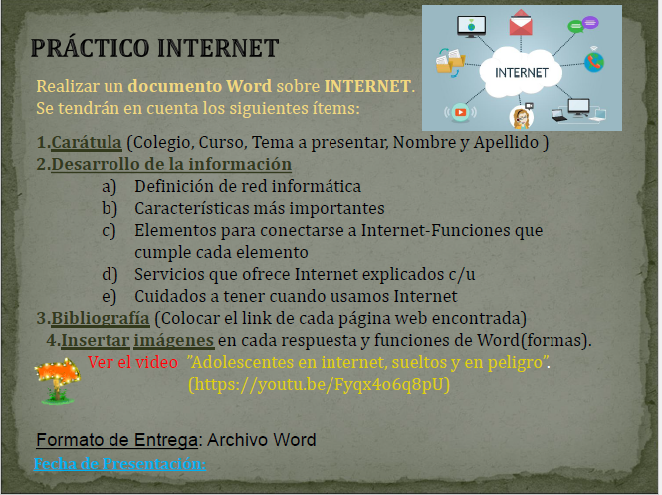 PRÁCTICO INTERNET
INTERNET
Realizar un documento Word sobre INTERNET.
Se tendrán en cuenta los siguientes ítems:
1.Carátula (Colegio, Curso, Tema a presentar, Nombre y Apellido )
2.Desarrollo de la información
a) Definición de red informática
b) Características más importantes
c) Elementos para conectarse a Internet-Funciones que
cumple cada elemento
d) Servicios que ofrece Internet explicados c/u
e) Cuidados a tener cuando usamos Internet
3.Bibliografía (Colocar el link de cada página web encontrada)
4.Insertar imágenes en cada respuesta y funciones de Word(formas).
Ver el video "Adolescentes en internet, sueltos y en peligro".
(https://youtu.be/Fyqx4o6q8pU)
Formato de Entrega: Archivo Word
Fecha de Presentación: